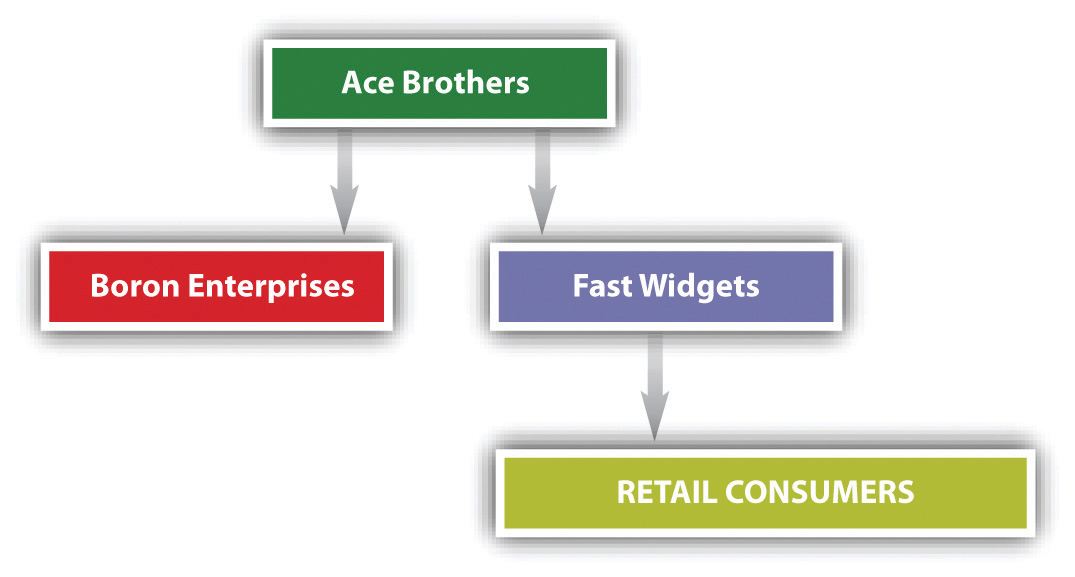 Ace Brothers
Boron Enterprises
Fast Widgets
RETAIL CONSUMERS